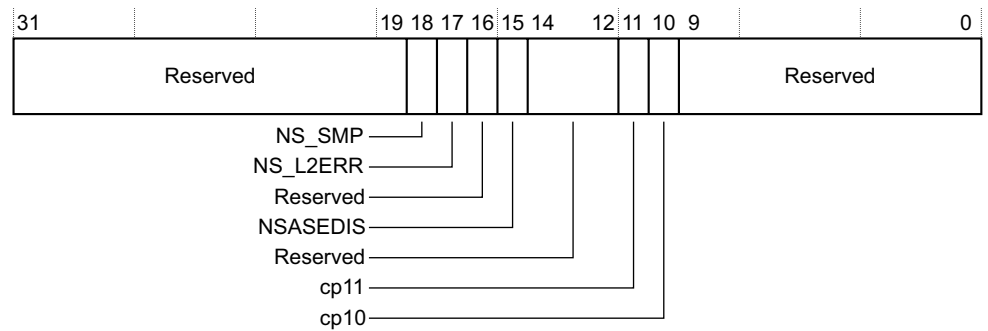 31 19 18 17 16 15 14 12 11 10 9 0
Reserved Reserved
NS_SMP
NS_L2ERR
Reserved
NSASEDIS
Reserved
cp11
cp10